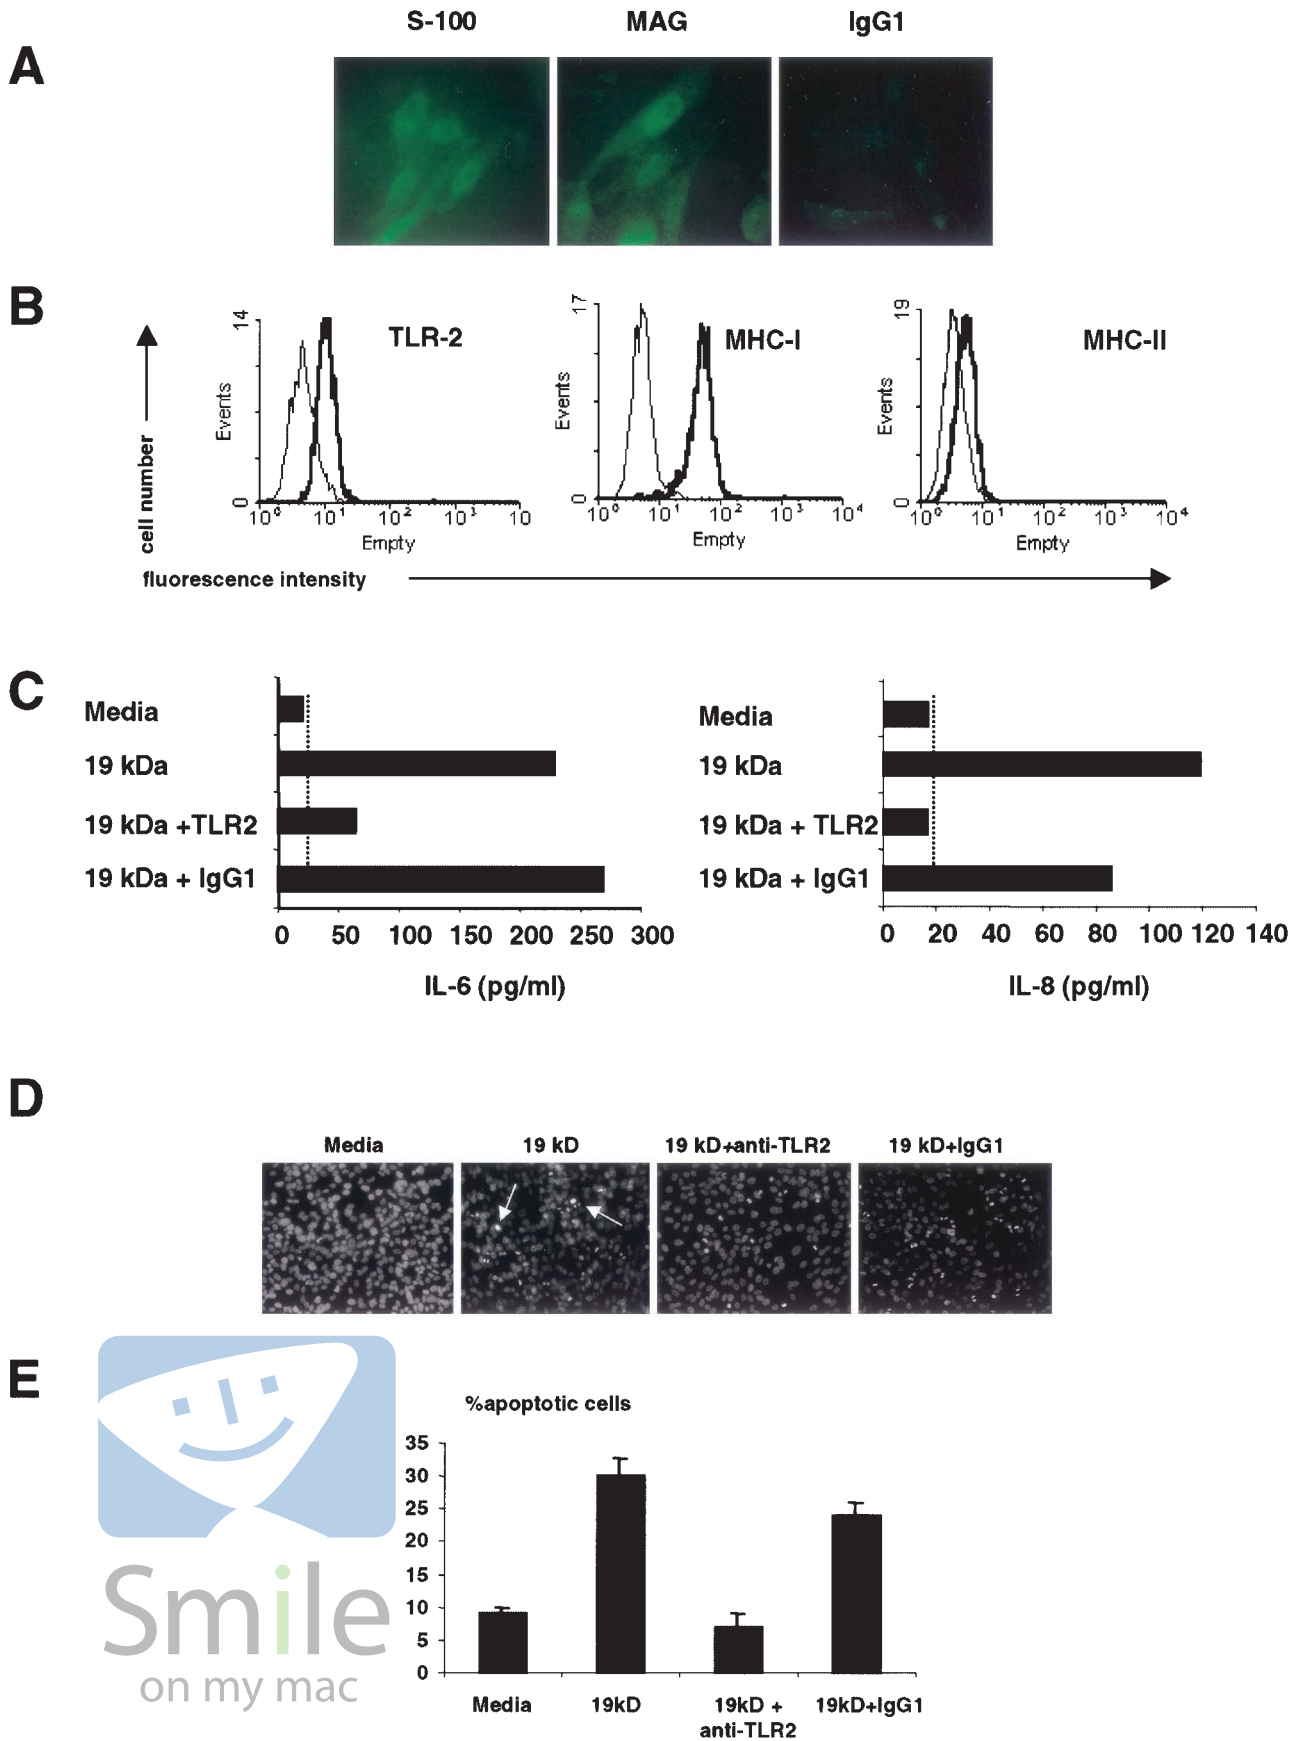 S-100 MAG IgG1
A
B
14 TLR-2
17 MHC-I
19 MHC-II
Events Events Events
cell number
0 0 0
10⁰ 10¹ 10² 10³ 10
10⁰ 10¹ 10² 10³ 10⁴
10⁰ 10¹ 10² 10³ 10⁴
Empty Empty Empty
fluorescence intensity
C
Media
19 kDa
19 kDa +TLR2
19 kDa + IgG1
0 50 100 150 200 250 300
IL-6 (pg/ml)
Media
19 kDa
19 kDa + TLR2
19 kDa + IgG1
0 20 40 60 80 100 120 140
IL-8 (pg/ml)
D
Media 19 kD 19 kD+anti-TLR2 19 kD+IgG1
E
%apoptotic cells
35
30
25
20
15
10
5
0
Media 19kD 19kD + 19kD+IgG1
anti-TLR2
Smile
on my mac